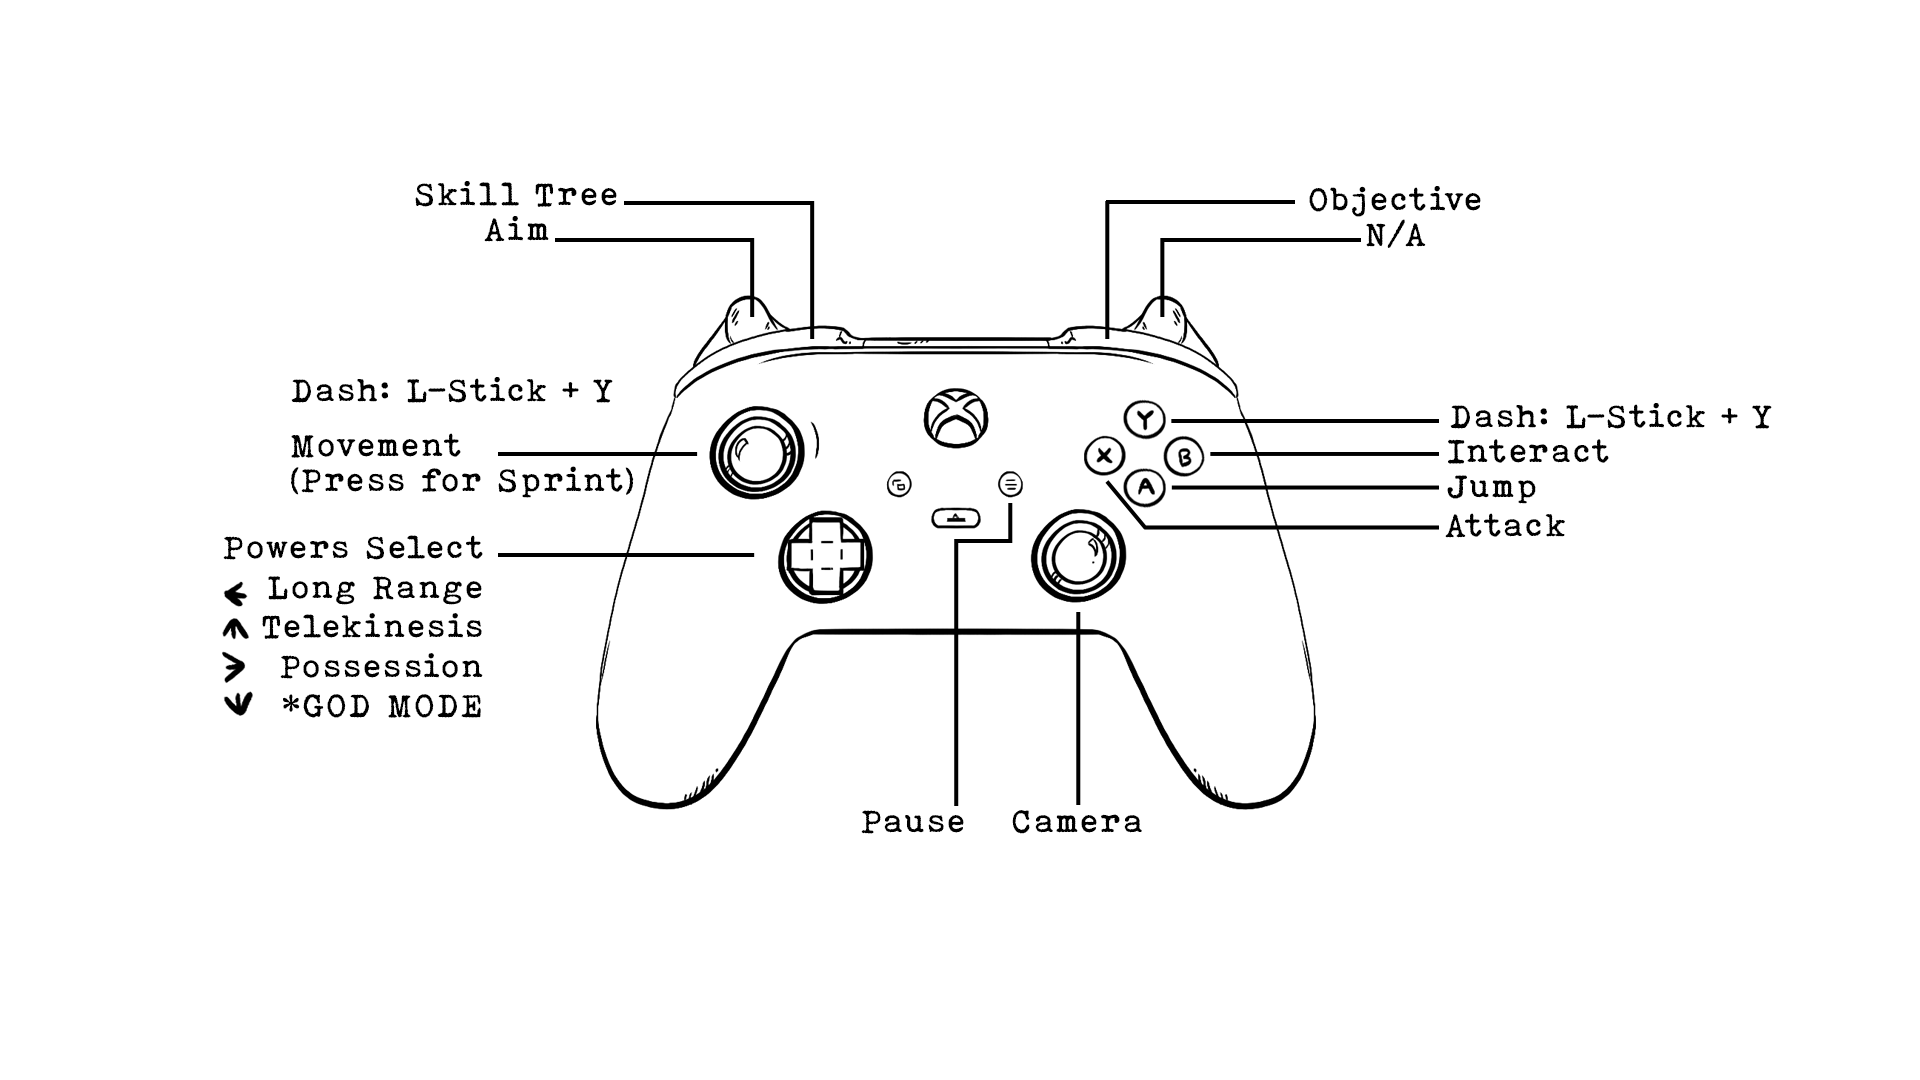 Skill Tree
Aim
Objective
N/A
Dash: L-Stick + Y
Movement
(Press for Sprint)
Powers Select
Long Range
Telekinesis
Possession
*GOD MODE
Y
X
B
A
Dash: L-Stick + Y
Interact
Jump
Attack
Pause
Camera